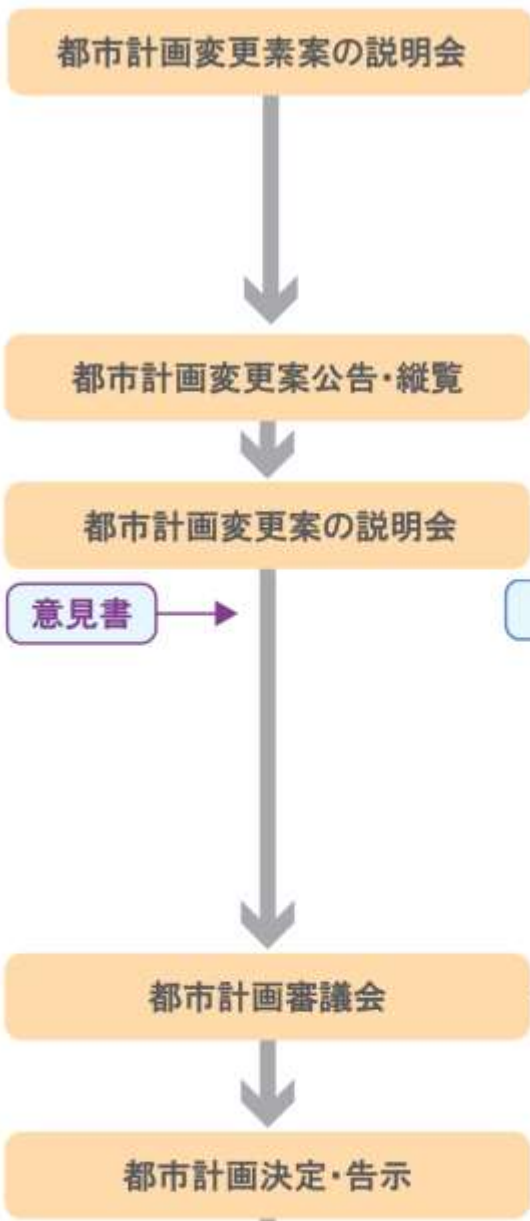 都市計画変更素案の説明会
都市計画変更案公告・縦覧
都市計画変更案の説明会
意見書
都市計画審議会
都市計画決定・告示